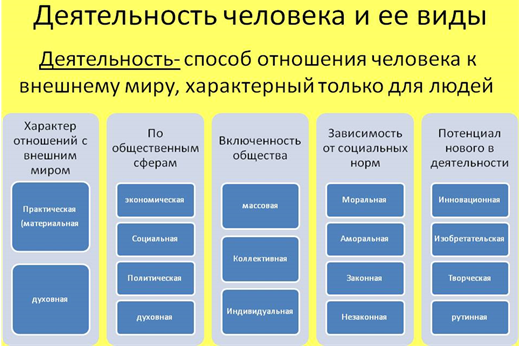 Деятельность человека и ее виды
Деятельность- способ отношения человека к
внешнему миру, характерный только для людей
Характер
отношений с
внешним
миром
Практическая
(материальная
духовная
По
общественным
сферам
экономическая
Социальная
Политическая
духовная
Включенность
общества
массовая
Коллективная
Индивидуальная
Зависимость
от социальных
норм
Моральная
Аморальная
Законная
Незаконная
Потенциал
нового в
деятельности
Инновационная
Изобретательская
Творческая
рутинная